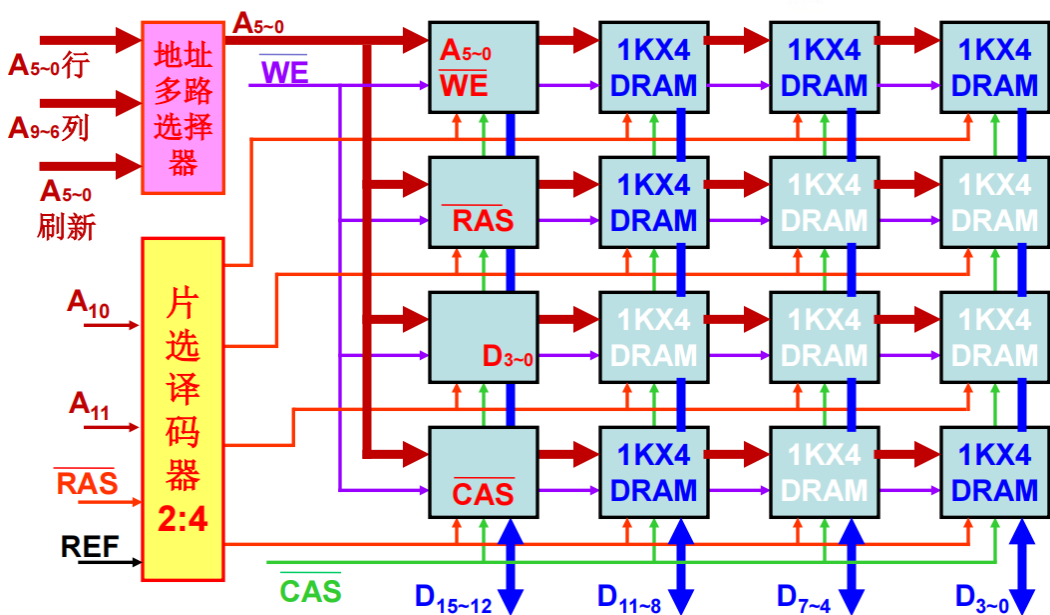 A5~0行
A9~6列
A5~0
刷新
地址
多路
选择
器
A5~0
WE
A10
A11
RAS
REF
片
选
译
码
器
2:4
CAS
A5~0
WE
1KX4
DRAM
1KX4
DRAM
1KX4
DRAM
RAS
1KX4
DRAM
1KX4
DRAM
1KX4
DRAM
D3~0
1KX4
DRAM
1KX4
DRAM
1KX4
DRAM
CAS
1KX4
DRAM
1KX4
DRAM
1KX4
DRAM
D15~12
D11~8
D7~4
D3~0